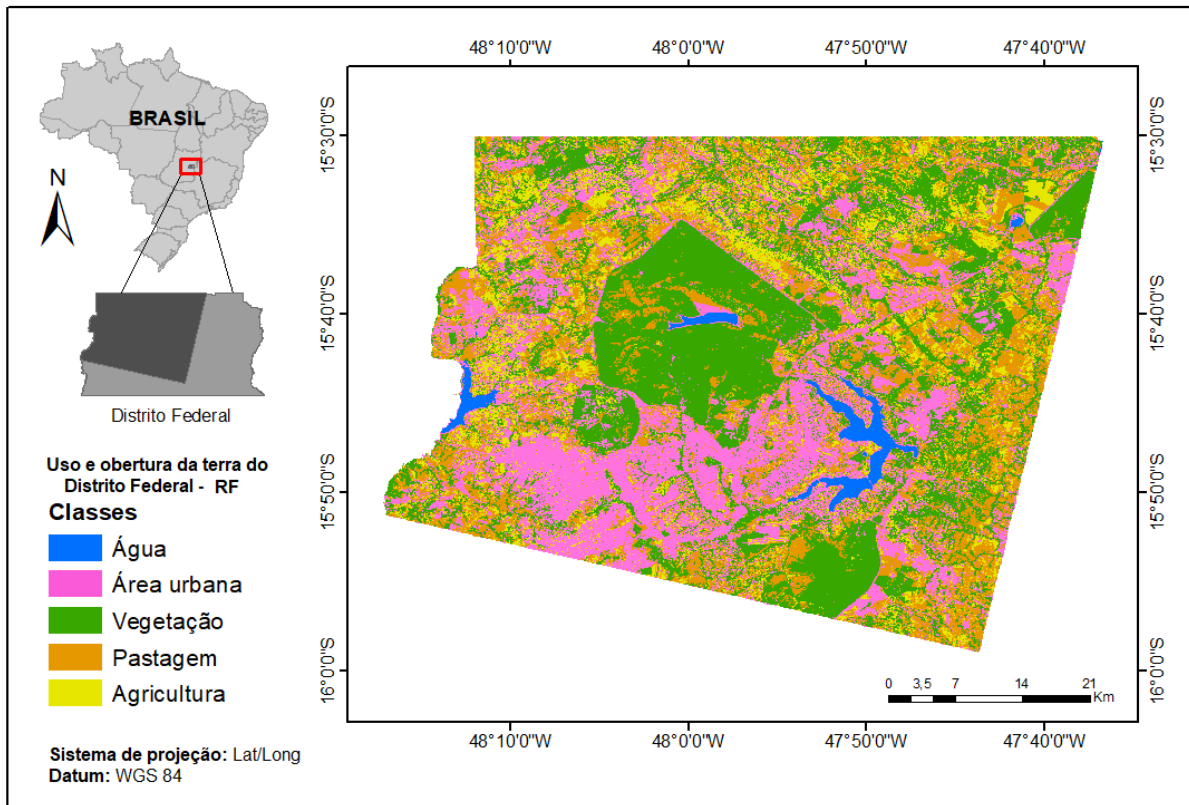 BRASIL
N
Distrito Federal
Uso e obertura da terra do
Distrito Federal - RF
Classes
Água
Área urbana
Vegetação
Pastagem
Agricultura
Sistema de projeção: Lat/Long
Datum: WGS 84
48°10'0"W 48°0'0"W 47°50'0"W 47°40'0"W
15°30'0"S 15°30'0"S
15°40'0"S 15°40'0"S
15°50'0"S 15°50'0"S
16°0'0"S 16°0'0"S
0 3,5 7 14 21
Km
48°10'0"W 48°0'0"W 47°50'0"W 47°40'0"W